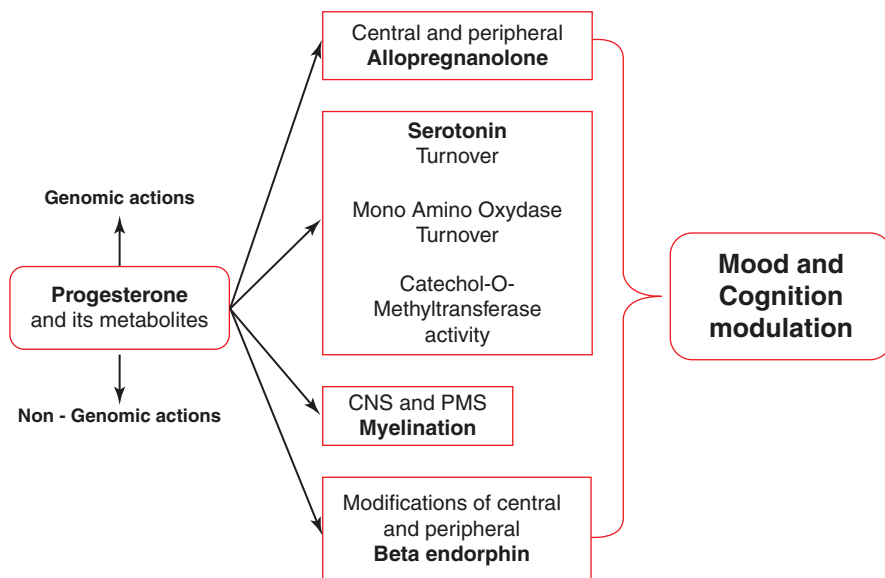 Genomic actions
Progesterone
and its metabolites
Non - Genomic actions
Central and peripheral
Allopregnanolone
Serotonin
Turnover
Mono Amino Oxydase
Turnover
Catechol-O-
Methyltransferase
activity
CNS and PMS
Myelination
Modifications of central
and peripheral
Beta endorphin
Mood and
Cognition
modulation